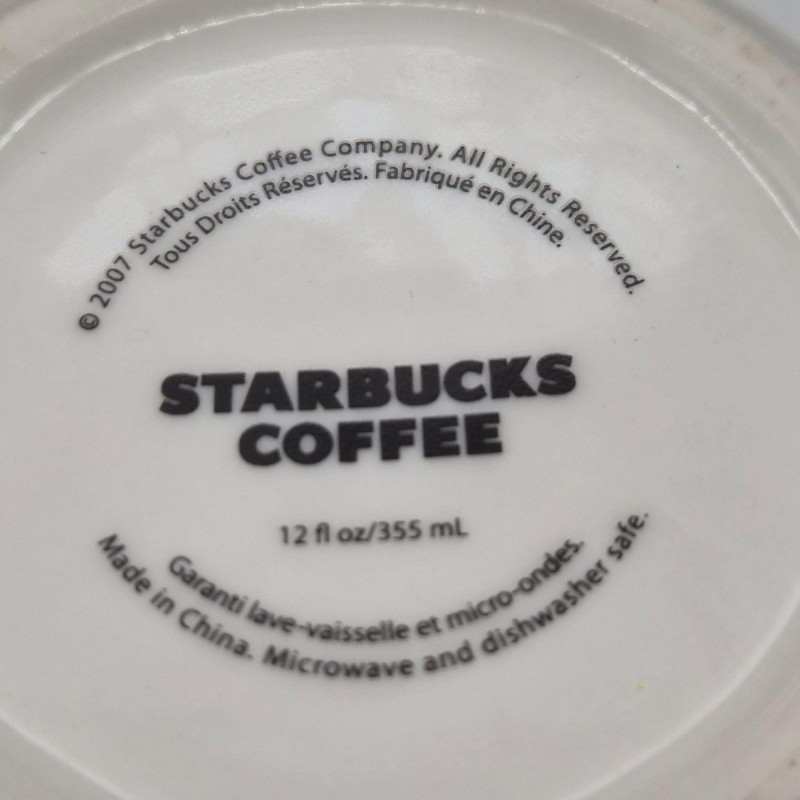 © 2007 Starbucks Coffee Company. All Rights Reserved.
Tous Droits Réservés. Fabriqué en Chine.
STARBUCKS
COFFEE
12 fl oz/355 mL
Garanti lave-vaisselle et micro-ondes.
Made in China. Microwave and dishwasher safe.